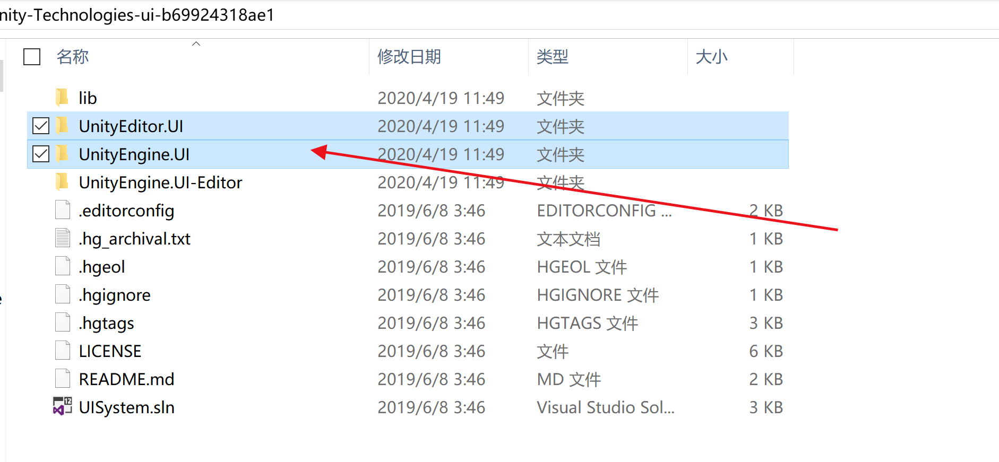 nity-Technologies-ui-b69924318ae1
名称 修改日期 类型 大小
lib 2020/4/19 11:49 文件夹
UnityEditor.UI 2020/4/19 11:49 文件夹
UnityEngine.UI 2020/4/19 11:49 文件夹
UnityEngine.UI-Editor 2020/4/19 11:49 文件夹
.editorconfig 2019/6/8 3:46 EDITORCONFIG ... 2 KB
.hg_archival.txt 2019/6/8 3:46 文本文档 1 KB
.hgeol 2019/6/8 3:46 HGEOL 文件 1 KB
.hgignore 2019/6/8 3:46 HGIGNORE 文件 1 KB
.hgtags 2019/6/8 3:46 HGTAGS 文件 3 KB
LICENSE 2019/6/8 3:46 文件 6 KB
README.md 2019/6/8 3:46 MD 文件 2 KB
UISystem.sln 2019/6/8 3:46 Visual Studio Sol... 3 KB